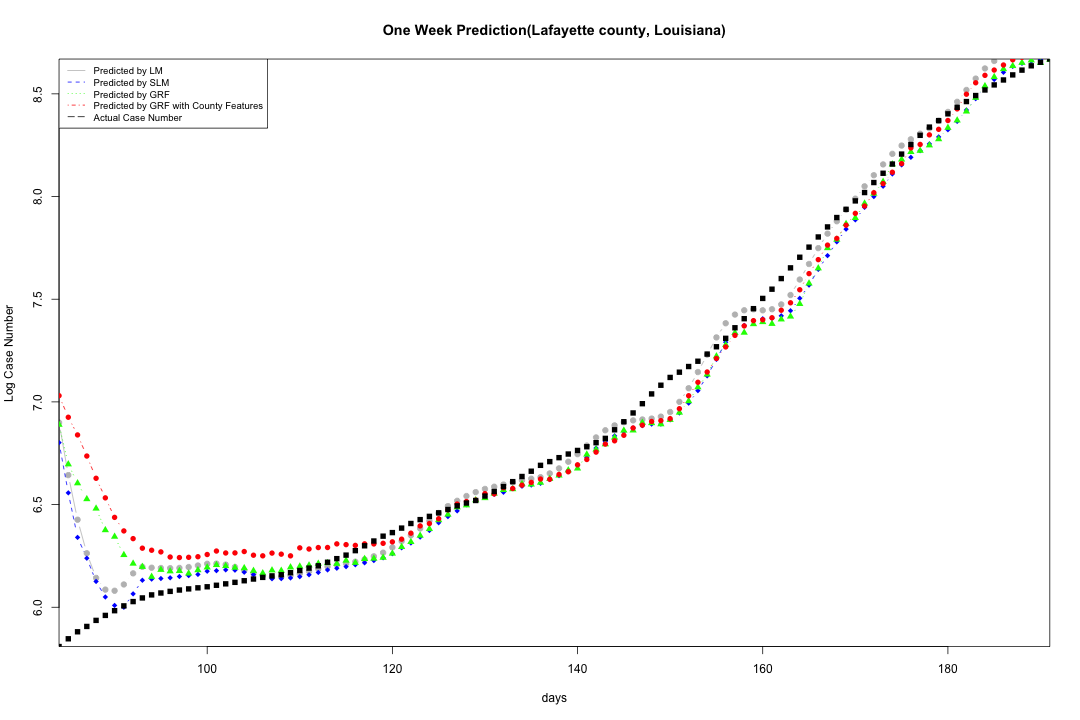 One Week Prediction(Lafayette county, Louisiana)
Predicted by LM
Predicted by SLM
Predicted by GRF
Predicted by GRF with County Features
Actual Case Number
8.5
8.0
7.5
7.0
6.5
6.0
Log Case Number
100 120 140 160 180
days